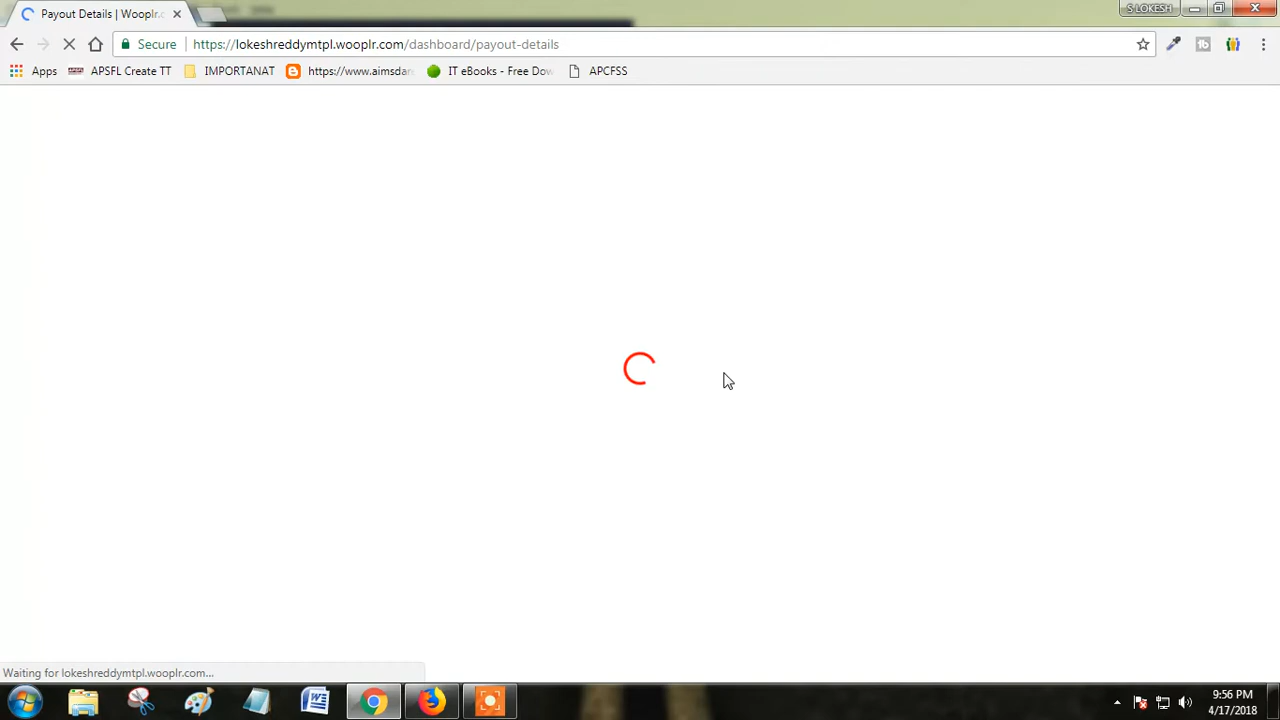 Payout Details | Wooplr.c
S LOKESH
Secure
https://lokeshreddymtpl.wooplr.com/dashboard/payout-details
Apps
APSFL Create TT
IMPORTANAT
https://www.aimsdar
IT eBooks - Free Dow
APCFSS
Waiting for lokeshreddymtpl.wooplr.com...
9:56 PM
4/17/2018